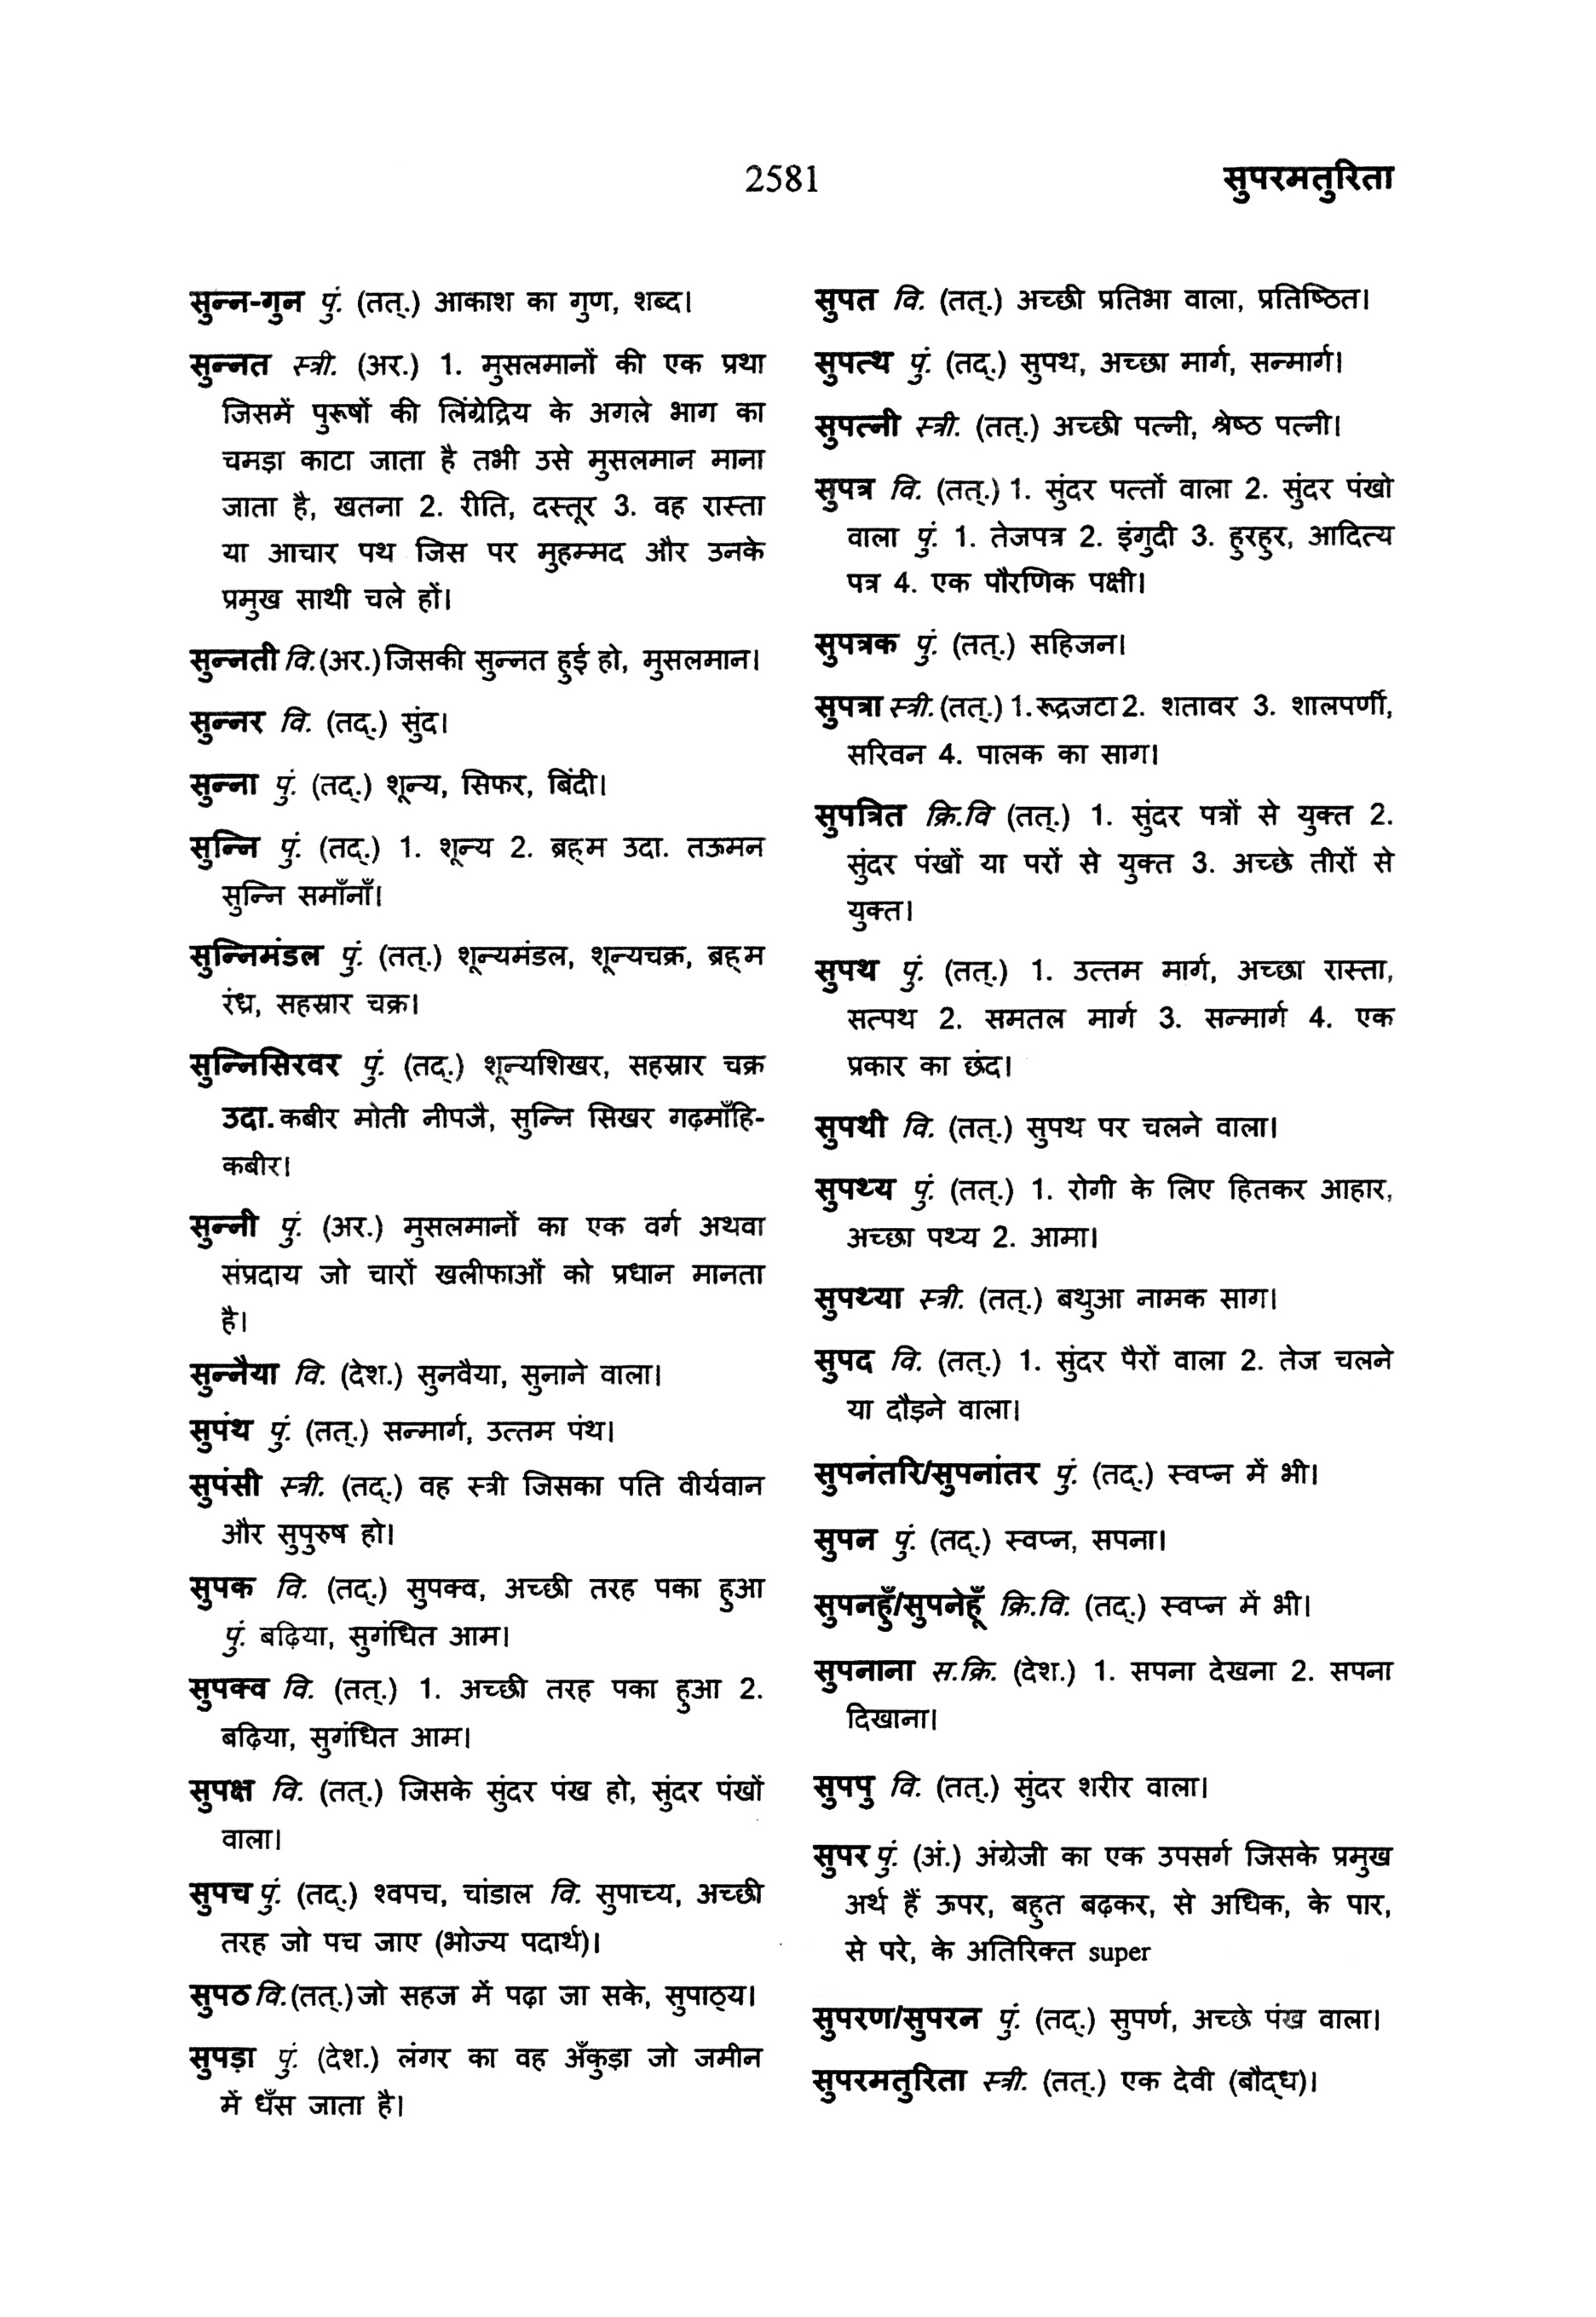 2581
सुपरमतुरिता
सुन्न-गुन पुं. (तत्.) आकाश का गुण, शब्द।
सुन्नत स्त्री. (अर.) 1. मुसलमानों की एक प्रथा
जिसमें पुरूषों की लिंग्रेद्रिय के अगले भाग का
चमड़ा काटा जाता है तभी उसे मुसलमान माना
जाता है, खतना 2. रीति, दस्तूर 3. वह रास्ता
या आचार पथ जिस पर मुहम्मद और उनके
प्रमुख साथी चले हों।
सुन्नती वि.(अर.)जिसकी सुन्नत हुई हो, मुसलमान।
सुन्नर वि. (तद्.) सुंद।
सुन्ना पुं. (तद्.) शून्य, सिफर, बिंदी।
सुन्नि पुं. (तद्.) 1. शून्य 2. ब्रह्म उदा. तऊमन
सुन्नि समाँनाँ।
सुन्निमंडल पुं. (तत्.) शून्यमंडल, शून्यचक्र, ब्रह्म
रंध्र, सहस्रार चक्र।
सुन्निसिरवर पुं. (तद्.) शून्यशिखर, सहस्रार चक्र
उदा. कबीर मोती नीपजै, सुन्नि सिखर गढ़माँहि-
कबीर।
सुन्नी पुं. (अर.) मुसलमानों का एक वर्ग अथवा
संप्रदाय जो चारों खलीफाओं को प्रधान मानता
है।
सुन्नैया वि. (देश.) सुनवैया, सुनाने वाला।
सुपंथ पुं. (तत्.) सन्मार्ग, उत्तम पंथ।
सुपंसी स्त्री. (तद्.) वह स्त्री जिसका पति वीर्यवान
और सुपुरुष हो।
सुपक वि. (तद्.) सुपक्व, अच्छी तरह पका हुआ
पुं. बढ़िया, सुगंधित आम।
सुपक्व वि. (तत्.) 1. अच्छी तरह पका हुआ 2.
बढ़िया, सुगंधित आम।
सुपक्ष वि. (तत्.) जिसके सुंदर पंख हो, सुंदर पंखों
वाला।
सुपच पुं. (तद्.) श्वपच, चांडाल वि. सुपाच्य, अच्छी
तरह जो पच जाए (भोज्य पदार्थ)।
सुपठ वि.(तत्.)जो सहज में पढ़ा जा सके, सुपाठ्य।
सुपड़ा पुं. (देश.) लंगर का वह अँकुड़ा जो जमीन
में धँस जाता है।
सुपत वि. (तत्.) अच्छी प्रतिभा वाला, प्रतिष्ठित।
सुपत्थ पुं. (तद्.) सुपथ, अच्छा मार्ग, सन्मार्ग।
सुपत्नी स्त्री. (तत्.) अच्छी पत्नी, श्रेष्ठ पत्नी।
सुपत्र वि. (तत्.) 1. सुंदर पत्तों वाला 2. सुंदर पंखो
वाला पुं. 1. तेजपत्र 2. इंगुदी 3. हुरहुर, आदित्य
पत्र 4. एक पौरणिक पक्षी।
सुपत्रक पुं. (तत्.) सहिजन।
सुपत्रा स्त्री. (तत्.) 1.रूद्रजटा 2. शतावर 3. शालपर्णी,
सरिवन 4. पालक का साग।
सुपत्रित क्रि.वि (तत्.) 1. सुंदर पत्रों से युक्त 2.
सुंदर पंखों या परों से युक्त 3. अच्छे तीरों से
युक्त।
सुपथ पुं. (तत्.) 1. उत्तम मार्ग, अच्छा रास्ता,
सत्पथ 2. समतल मार्ग 3. सन्मार्ग 4. एक
प्रकार का छंद।
सुपथी वि. (तत्.) सुपथ पर चलने वाला।
सुपथ्य पुं. (तत्.) 1. रोगी के लिए हितकर आहार,
अच्छा पथ्य 2. आमा।
सुपथ्या स्त्री. (तत्.) बथुआ नामक साग।
सुपद वि. (तत्.) 1. सुंदर पैरों वाला 2. तेज चलने
या दौड़ने वाला।
सुपनंतरि/सुपनांतर पुं. (तद्.) स्वप्न में भी।
सुपन पुं. (तद्.) स्वप्न, सपना।
सुपनहुँ/सुपनेहूँ क्रि.वि. (तद्.) स्वप्न में भी।
सुपनाना स.क्रि. (देश.) 1. सपना देखना 2. सपना
दिखाना।
सुपपु वि. (तत्.) सुंदर शरीर वाला।
सुपर पुं. (अं.) अंग्रेजी का एक उपसर्ग जिसके प्रमुख
अर्थ हैं ऊपर, बहुत बढ़कर, से अधिक, के पार,
से परे, के अतिरिक्त super
सुपरण/सुपरन पुं. (तद्.) सुपर्ण, अच्छे पंख वाला।
सुपरमतुरिता स्त्री. (तत्.) एक देवी (बौद्ध)।